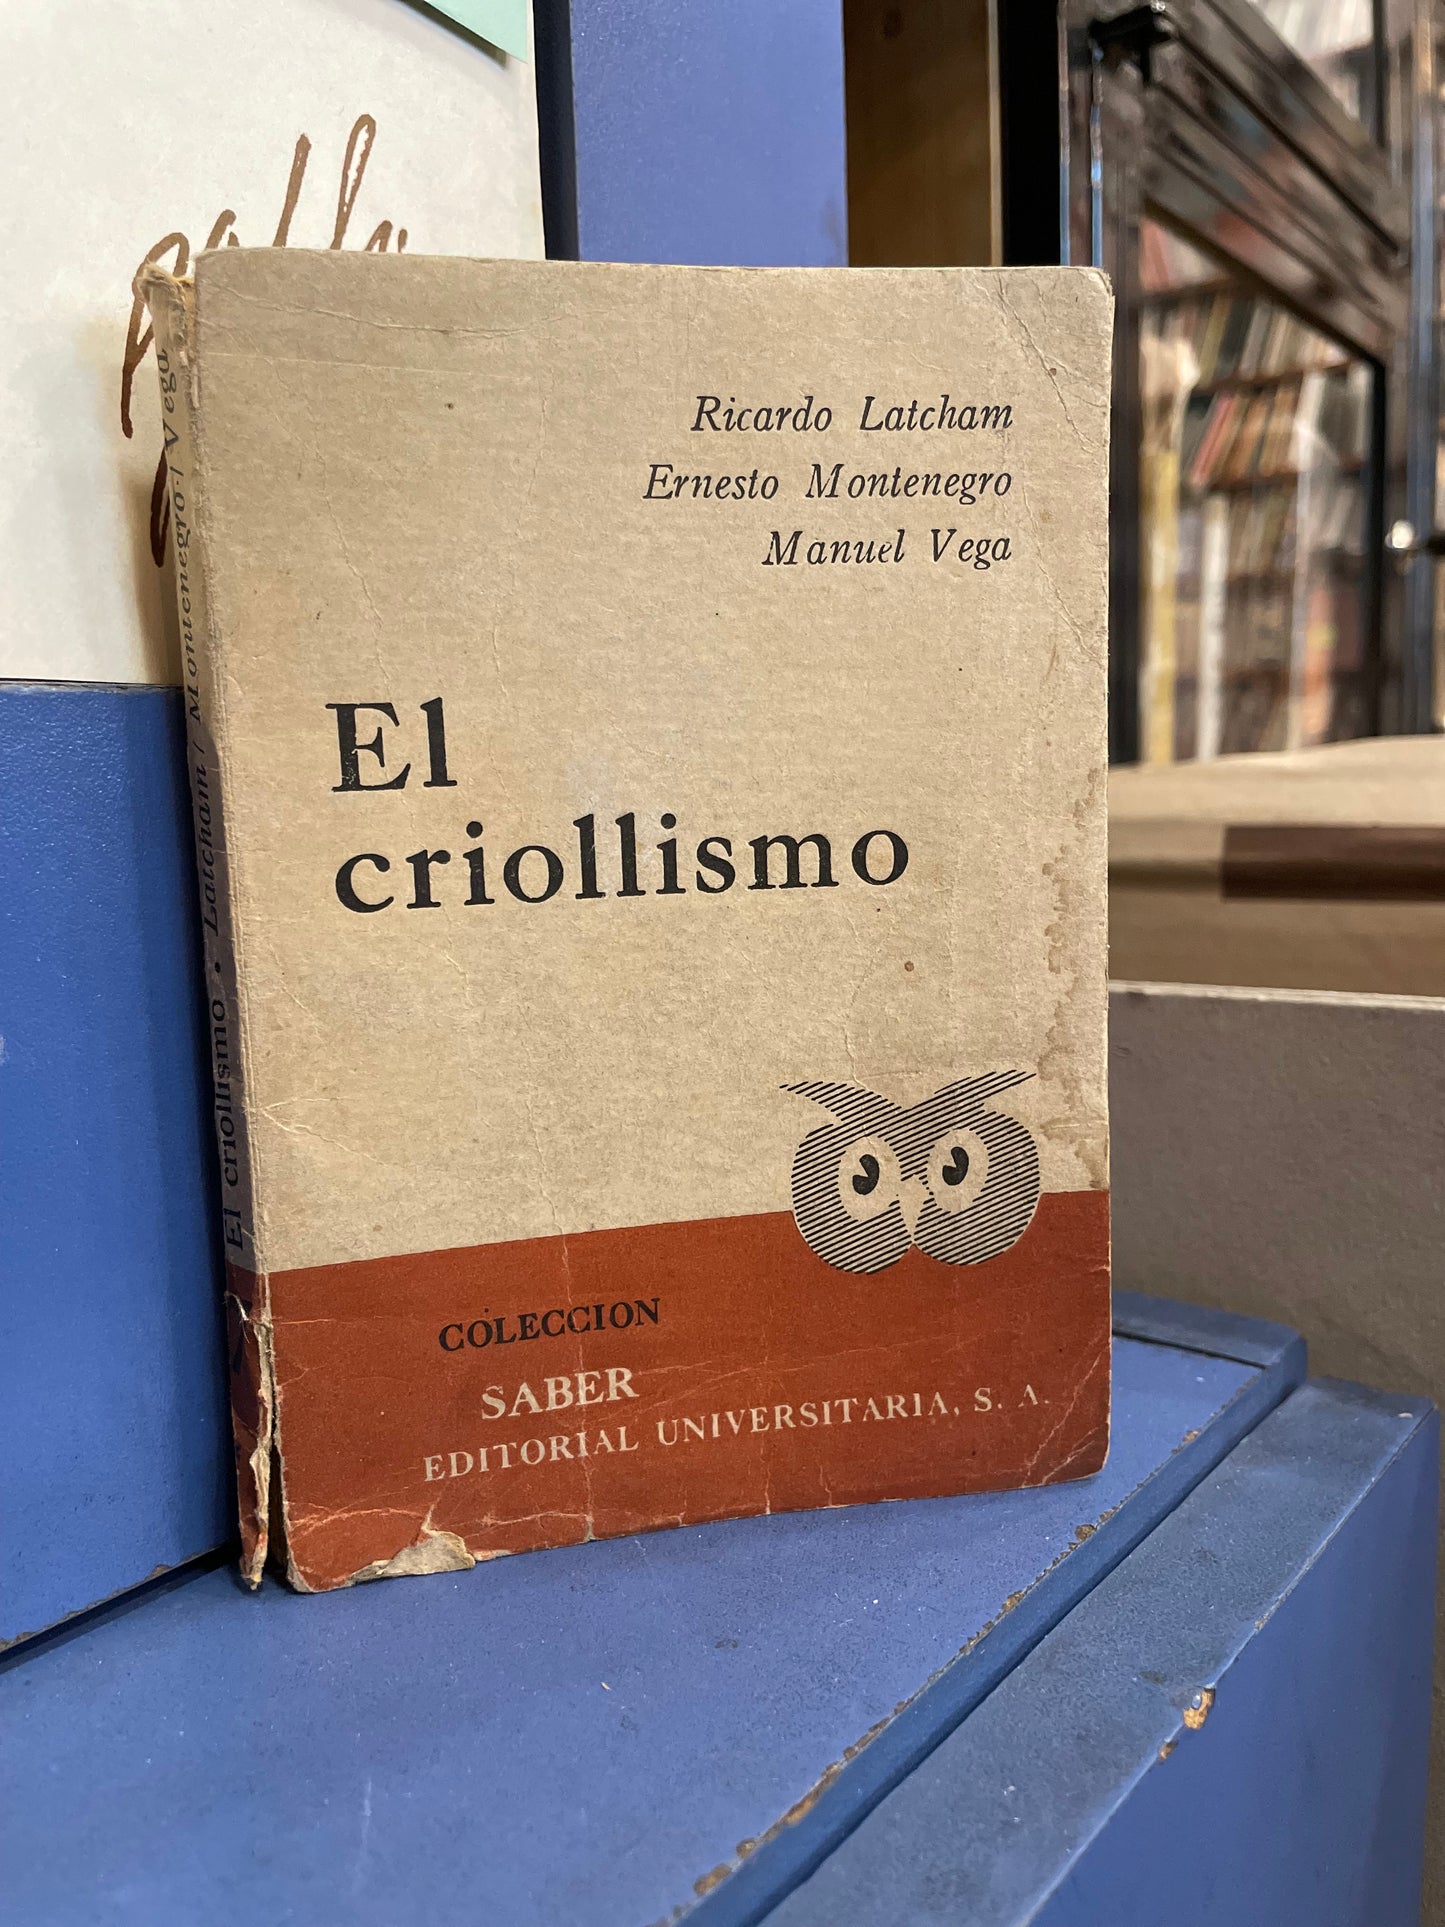 Ricardo Latcham
Ernesto Montenegro
Manuel Vega
El
criollismo
COLECCION
SABER
EDITORIAL UNIVERSITARIA, S. A.
El criollismo • Latcham / Montenegro / Vega